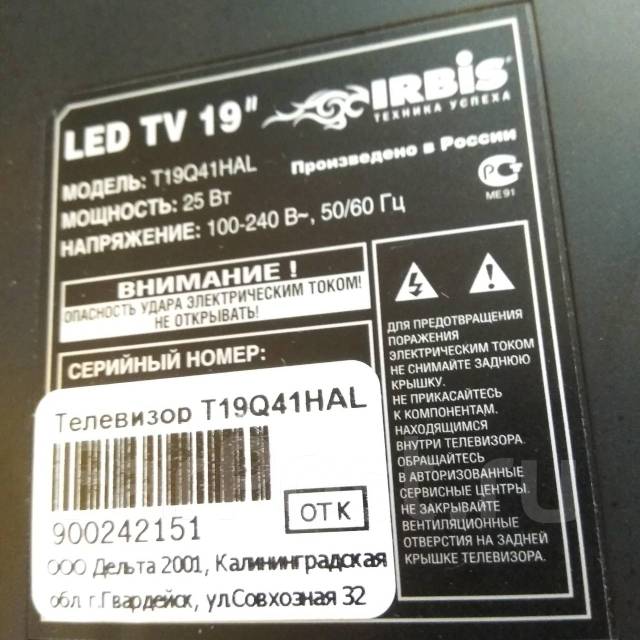 LED TV 19"
IRBIS
ТЕХНИКА УСПЕХА
МОДЕЛЬ: T19Q41HAL
Произведено в России
МОЩНОСТЬ: 25 Вт
НАПРЯЖЕНИЕ: 100-240 В~, 50/60 Гц
МЕ91
ВНИМАНИЕ !
ОПАСНОСТЬ УДАРА ЭЛЕКТРИЧЕСКИМ ТОКОМ!
НЕ ОТКРЫВАТЬ!
СЕРИЙНЫЙ НОМЕР:
Телевизор T19Q41HAL
900242151
ОТК
ООО Дельта 2001, Калининградская
обл. г.Гвардейск, ул.Совхозная 32
ДЛЯ ПРЕДОТВРАЩЕНИЯ
ПОРАЖЕНИЯ
ЭЛЕКТРИЧЕСКИМ ТОКОМ
НЕ СНИМАЙТЕ ЗАДНЮЮ
КРЫШКУ.
НЕ ПРИКАСАЙТЕСЬ
К КОМПОНЕНТАМ.
НАХОДЯЩИМСЯ
ВНУТРИ ТЕЛЕВИЗОРА.
ОБРАЩАЙТЕСЬ
В АВТОРИЗОВАННЫЕ
СЕРВИСНЫЕ ЦЕНТРЫ.
НЕ ЗАКРЫВАЙТЕ
ВЕНТИЛЯЦИОННЫЕ
ОТВЕРСТИЯ НА ЗАДНЕЙ
КРЫШКЕ ТЕЛЕВИЗОРА.